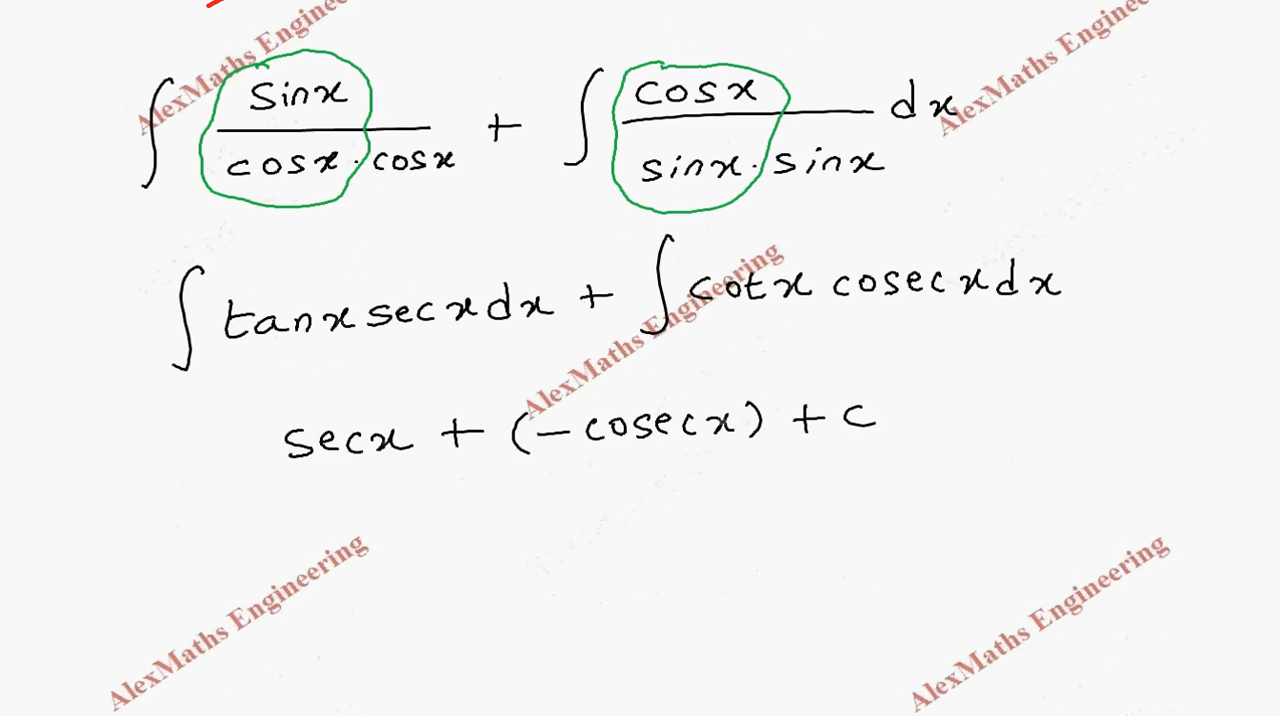 AlexMaths Engineering
AlexMaths Engineering
∫ sinx / cosx · cosx + ∫ cosx / sinx · sinx dx
∫ tanx secx dx + ∫ cotx cosecx dx
AlexMaths Engineering
secx + (−cosecx) + c
AlexMaths Engineering
AlexMaths Engineering